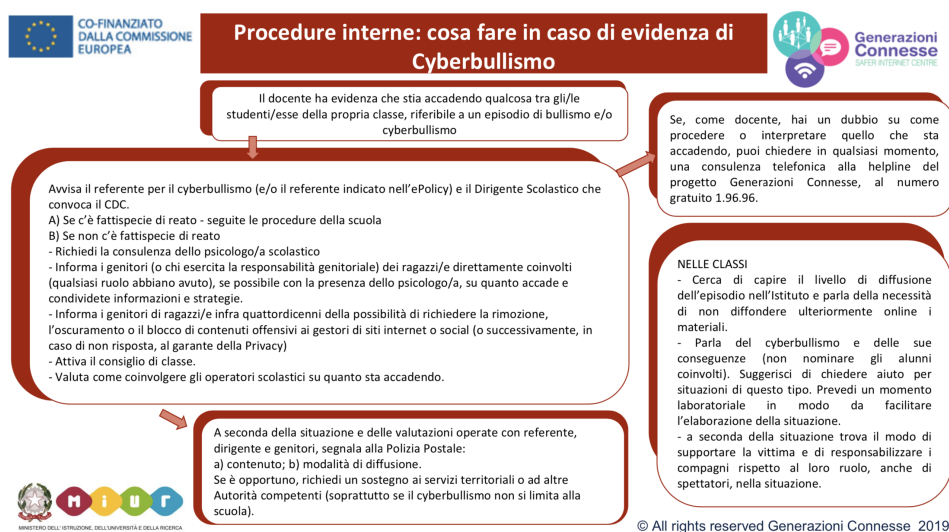 CO-FINANZIATO
DALLA COMMISSIONE
EUROPEA
Procedure interne: cosa fare in caso di evidenza di
Cyberbullismo
Generazioni
Connesse
SAFER INTERNET CENTRE
Il docente ha evidenza che stia accadendo qualcosa tra gli/le
studenti/esse della propria classe, riferibile a un episodio di bullismo e/o
cyberbullismo
Se, come docente, hai un dubbio su come
procedere o interpretare quello che sta
accadendo, puoi chiedere in qualsiasi momento,
una consulenza telefonica alla helpline del
progetto Generazioni Connesse, al numero
gratuito 1.96.96.
Avvisa il referente per il cyberbullismo (e/o il referente indicato nell'ePolicy) e il Dirigente Scolastico che
convoca il CDC.
A) Se c'è fattispecie di reato - seguite le procedure della scuola
B) Se non c'è fattispecie di reato
- Richiedi la consulenza dello psicologo/a scolastico
- Informa i genitori (o chi esercita la responsabilità genitoriale) dei ragazzi/e direttamente coinvolti
(qualsiasi ruolo abbiano avuto), se possibile con la presenza dello psicologo/a, su quanto accade e
condividete informazioni e strategie.
- Informa i genitori di ragazzi/e infra quattordicenni della possibilità di richiedere la rimozione,
l'oscuramento o il blocco di contenuti offensivi ai gestori di siti internet o social (o successivamente, in
caso di non risposta, al garante della Privacy)
- Attiva il consiglio di classe.
- Valuta come coinvolgere gli operatori scolastici su quanto sta accadendo.
NELLE CLASSI
- Cerca di capire il livello di diffusione
dell'episodio nell'Istituto e parla della necessità
di non diffondere ulteriormente online i
materiali.
- Parla del cyberbullismo e delle sue
conseguenze (non nominare gli alunni
coinvolti). Suggerisci di chiedere aiuto per
situazioni di questo tipo. Prevedi un momento
laboratoriale in modo da facilitare
l'elaborazione della situazione.
- a seconda della situazione trova il modo di
supportare la vittima e di responsabilizzare i
compagni rispetto al loro ruolo, anche di
spettatori, nella situazione.
A seconda della situazione e delle valutazioni operate con referente,
dirigente e genitori, segnala alla Polizia Postale:
a) contenuto; b) modalità di diffusione.
Se è opportuno, richiedi un sostegno ai servizi territoriali o ad altre
Autorità competenti (soprattutto se il cyberbullismo non si limita alla
scuola).
miur
MINISTERO DELL'ISTRUZIONE, DELL'UNIVERSITÀ E DELLA RICERCA
© All rights reserved Generazioni Connesse 2019